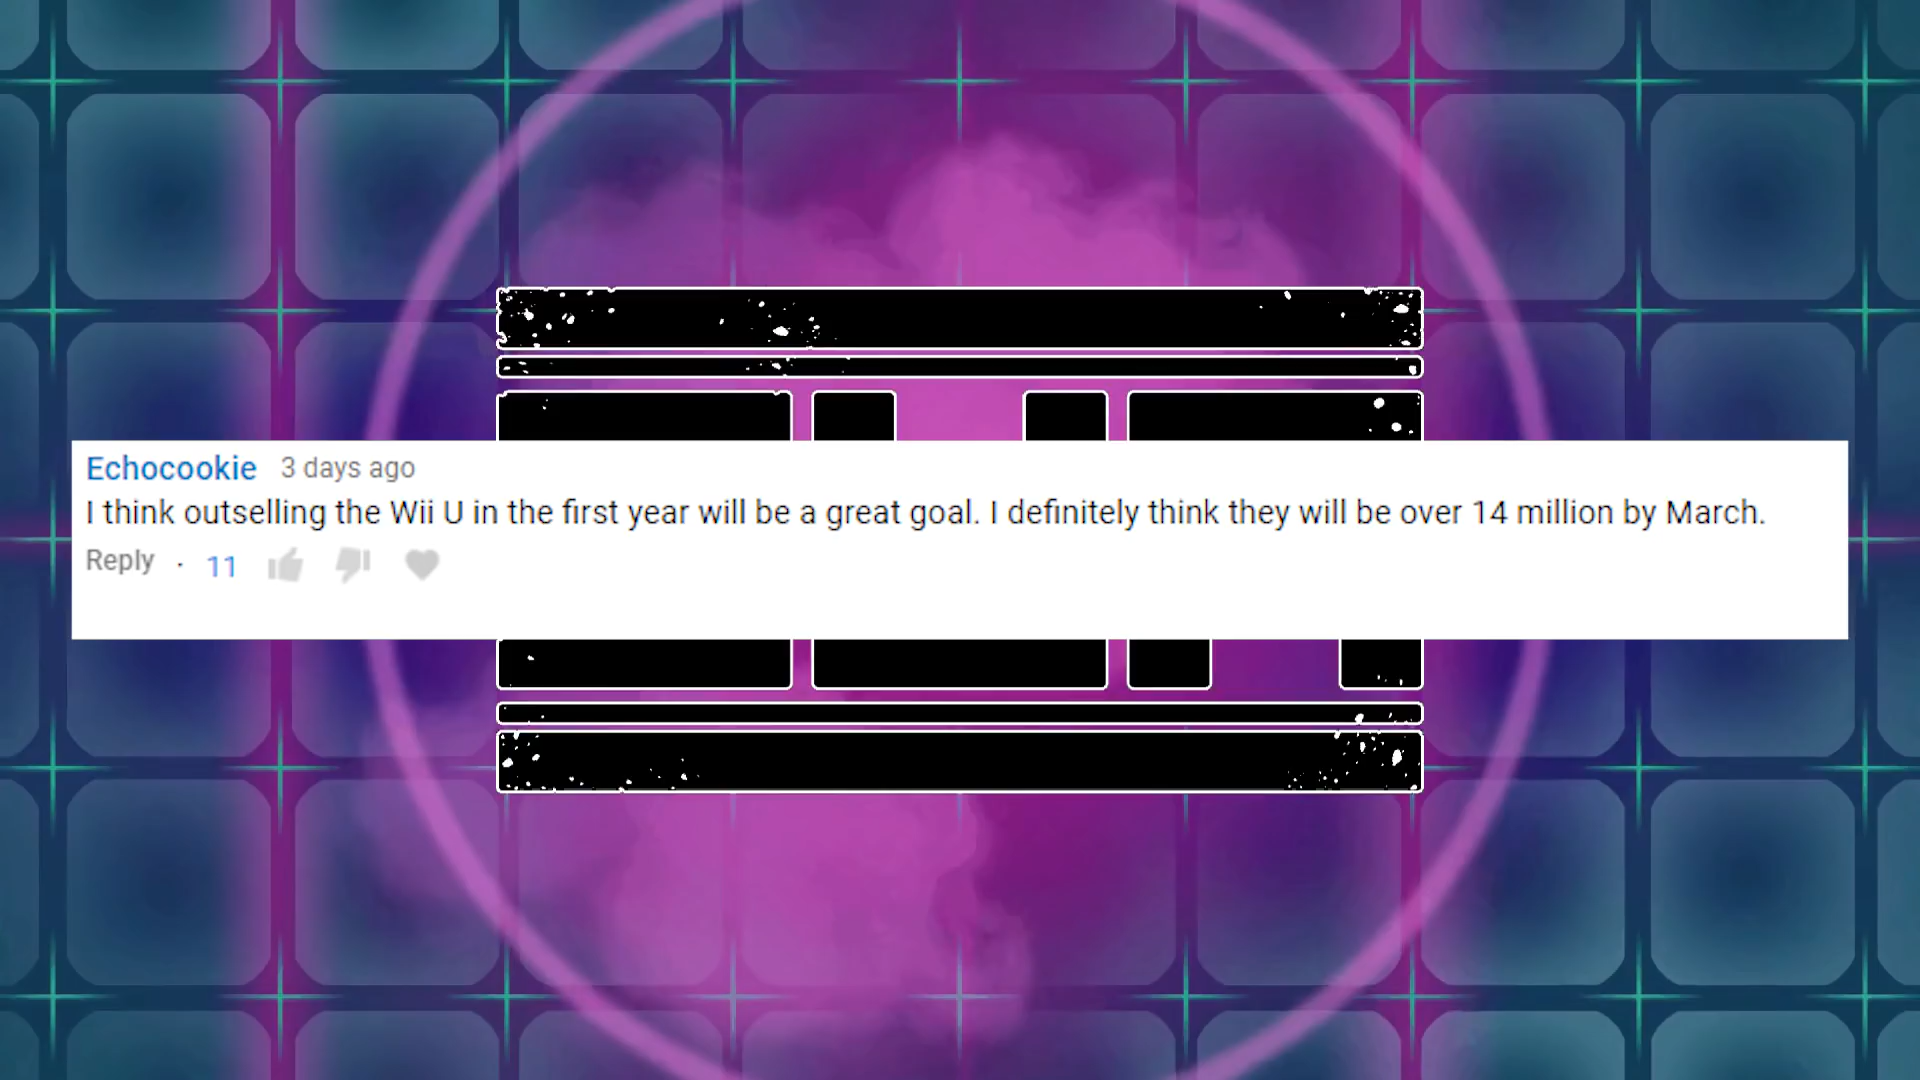 Echocookie 3 days ago
I think outselling the Wii U in the first year will be a great goal. I definitely think they will be over 14 million by March.
Reply · 11